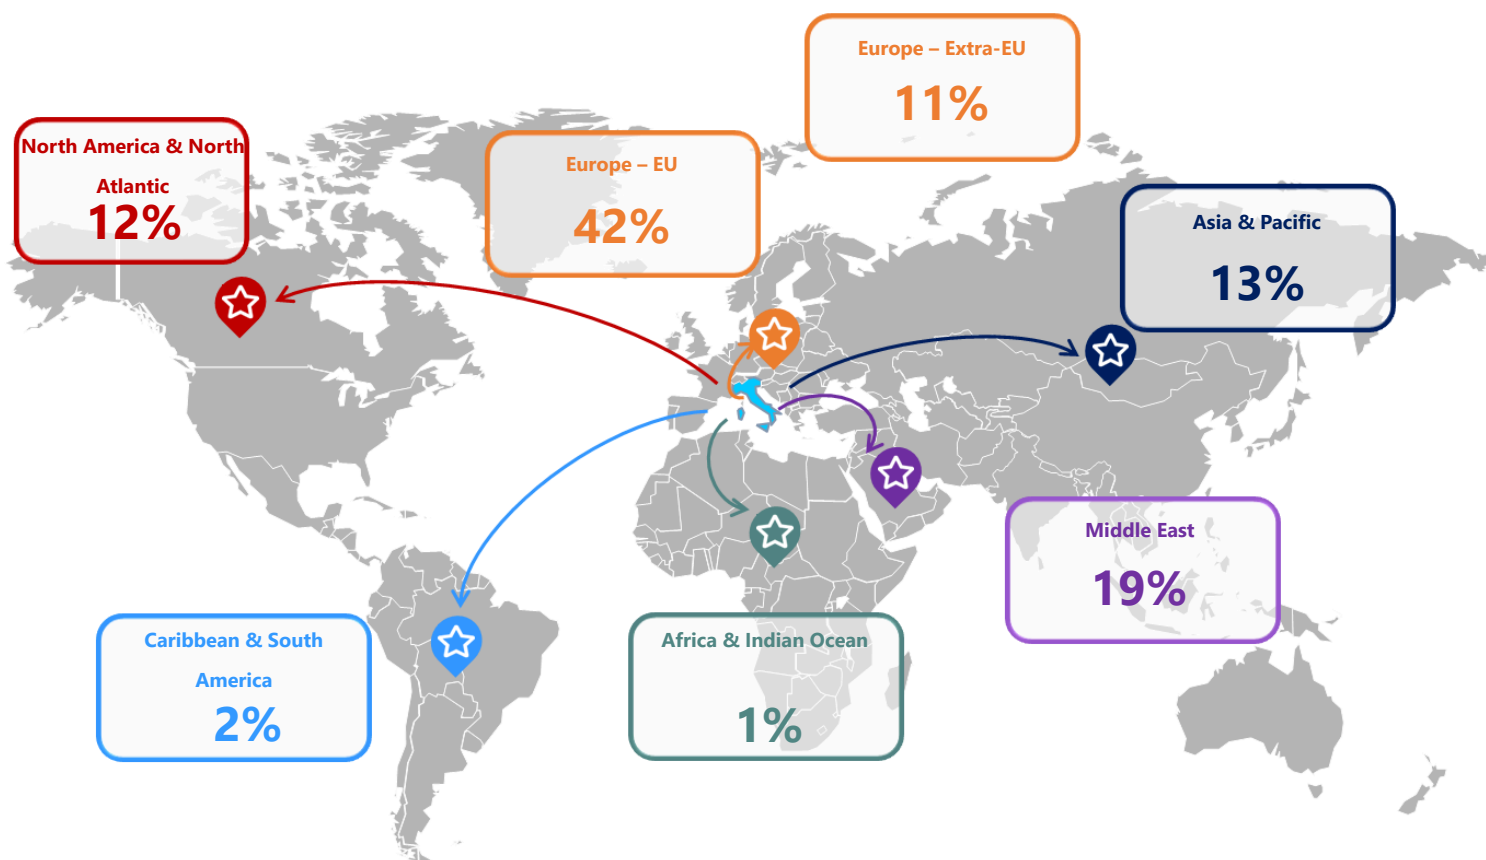 Europe – Extra-EU
11%
North America & North
Atlantic
12%
Europe – EU
42%
Asia & Pacific
13%
Middle East
19%
Caribbean & South
America
2%
Africa & Indian Ocean
1%